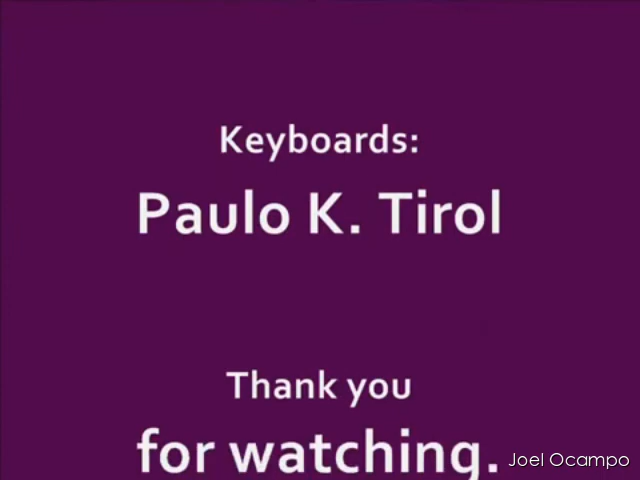 Keyboards:
Paulo K. Tirol
Thank you
for watching.
Joel Ocampo